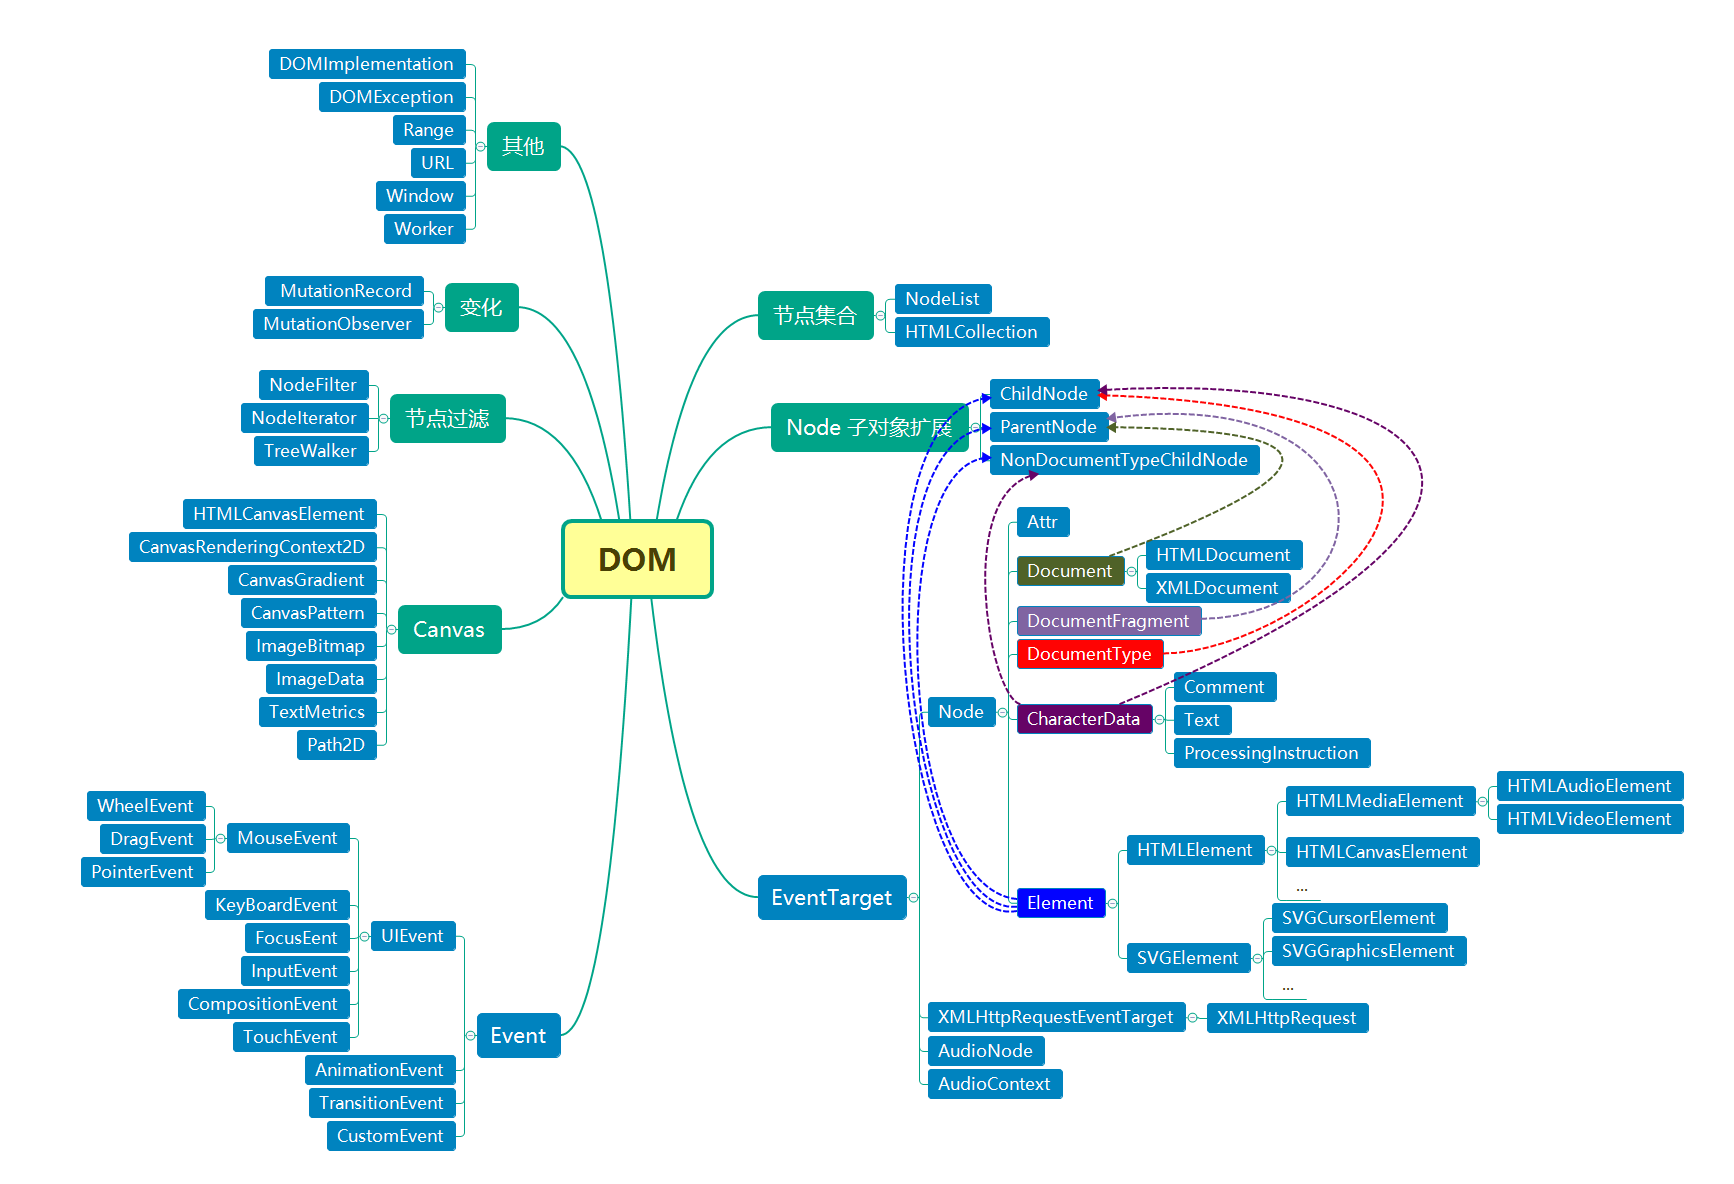 DOM
其他
DOMImplementation
DOMException
Range
URL
Window
Worker
变化
MutationRecord
MutationObserver
节点过滤
NodeFilter
NodeIterator
TreeWalker
Canvas
HTMLCanvasElement
CanvasRenderingContext2D
CanvasGradient
CanvasPattern
ImageBitmap
ImageData
TextMetrics
Path2D
Event
UIEvent
MouseEvent
WheelEvent
DragEvent
PointerEvent
KeyBoardEvent
FocusEent
InputEvent
CompositionEvent
TouchEvent
AnimationEvent
TransitionEvent
CustomEvent
节点集合
NodeList
HTMLCollection
Node 子对象扩展
ChildNode
ParentNode
NonDocumentTypeChildNode
EventTarget
Node
Attr
Document
HTMLDocument
XMLDocument
DocumentFragment
DocumentType
CharacterData
Comment
Text
ProcessingInstruction
Element
HTMLElement
HTMLMediaElement
HTMLAudioElement
HTMLVideoElement
HTMLCanvasElement
...
SVGElement
SVGCursorElement
SVGGraphicsElement
...
XMLHttpRequestEventTarget
XMLHttpRequest
AudioNode
AudioContext